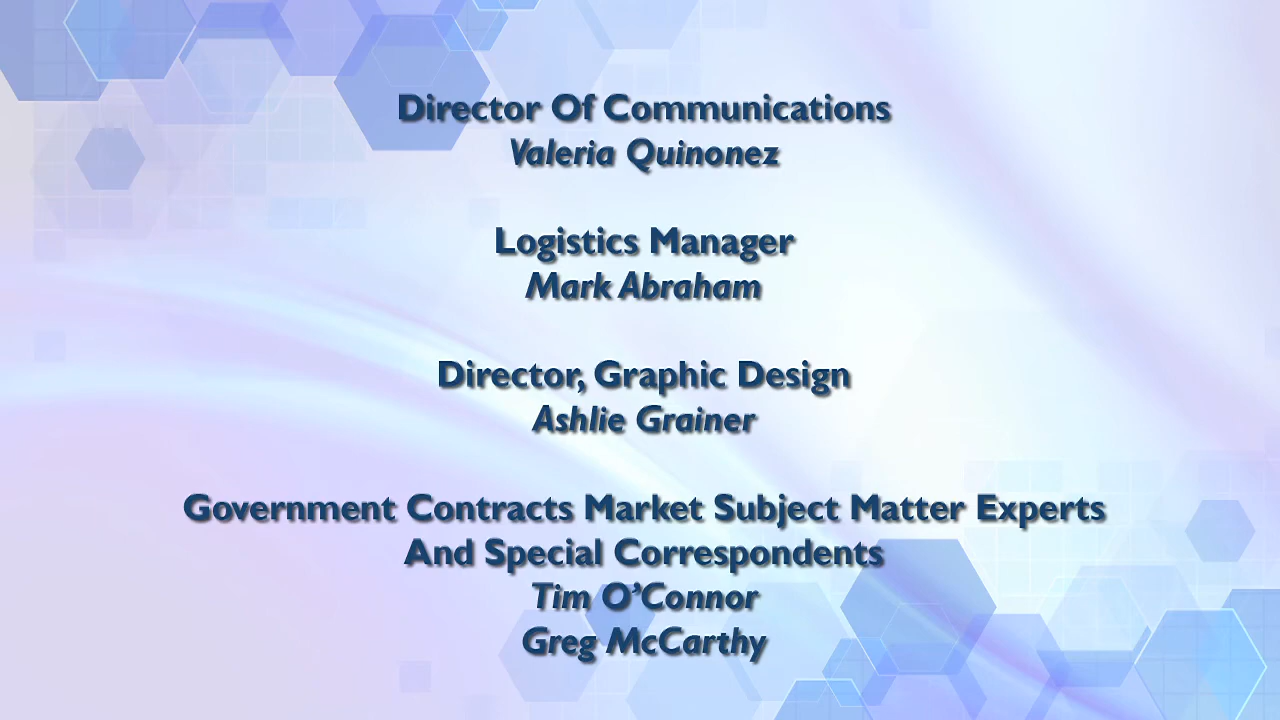 Director Of Communications
Valeria Quinonez
Logistics Manager
Mark Abraham
Director, Graphic Design
Ashlie Grainer
Government Contracts Market Subject Matter Experts
And Special Correspondents
Tim O’Connor
Greg McCarthy